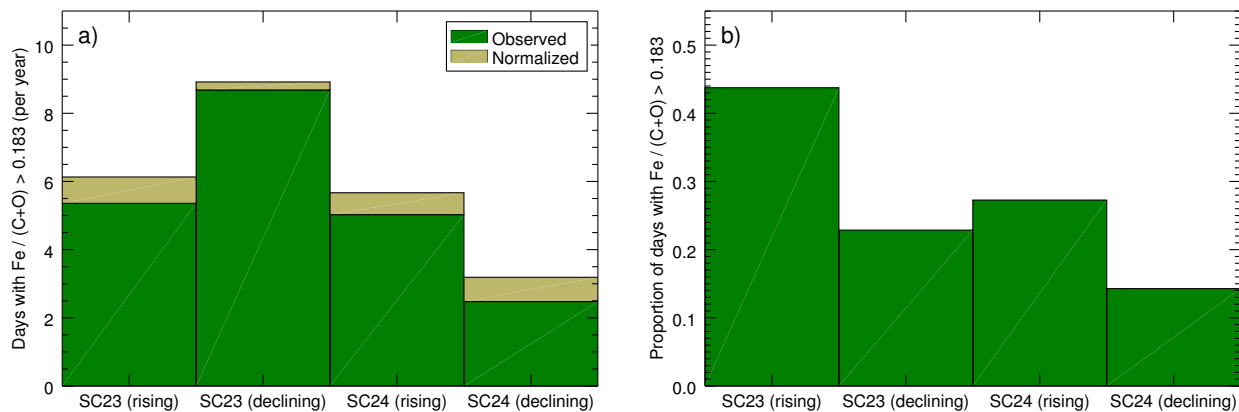 a)
Observed
Normalized
Days with Fe / (C+O) > 0.183 (per year)
10
8
6
4
2
0
SC23 (rising)
SC23 (declining)
SC24 (rising)
SC24 (declining)
b)
Proportion of days with Fe / (C+O) > 0.183
0.5
0.4
0.3
0.2
0.1
0.0
SC23 (rising)
SC23 (declining)
SC24 (rising)
SC24 (declining)